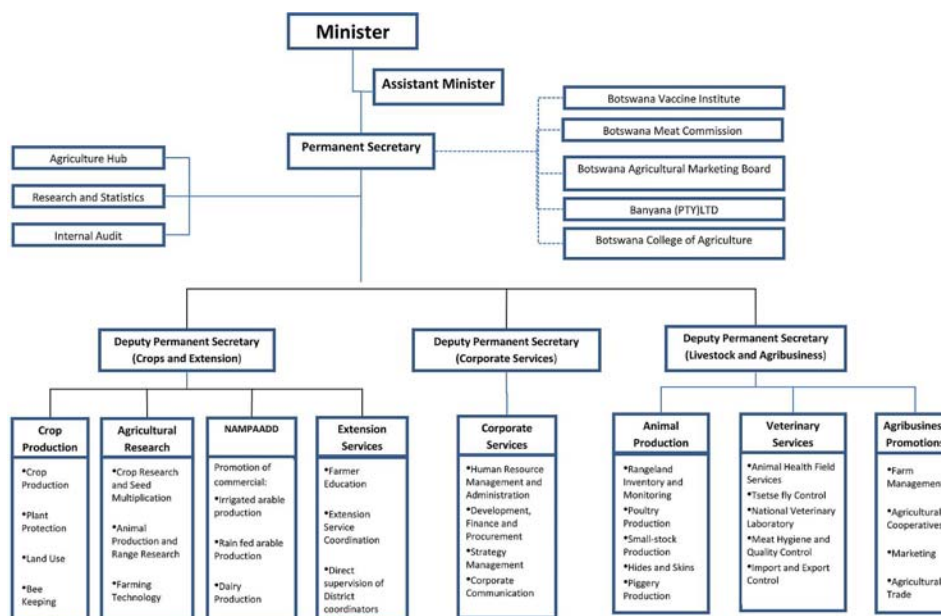 Minister
Assistant Minister
Permanent Secretary
Agriculture Hub
Research and Statistics
Internal Audit
Botswana Vaccine Institute
Botswana Meat Commission
Botswana Agricultural Marketing Board
Banyana (PTY)LTD
Botswana College of Agriculture
Deputy Permanent Secretary
(Crops and Extension)
Deputy Permanent Secretary
(Corporate Services)
Deputy Permanent Secretary
(Livestock and Agribusiness)
Crop
Production
•Crop
Production
•Plant
Protection
•Land Use
•Bee
Keeping
Agricultural
Research
•Crop Research and
Seed
Multiplication
•Animal
Production and
Range Research
•Farming
Technology
NAMPAADD
Promotion of
commercial:
•Irrigated arable
production
•Rain fed arable
Production
•Dairy
Production
Extension
Services
•Farmer
Education
•Extension
Service
Coordination
•Direct
supervision of
District
coordinators
Corporate
Services
•Human Resource
Management and
Administration
•Development,
Finance and
Procurement
•Strategy
Management
•Corporate
Communication
Animal
Production
•Rangeland
Inventory and
Monitoring
•Poultry
Production
•Small-stock
Production
•Hides and Skins
•Piggery
Production
Veterinary
Services
•Animal Health Field
Services
•Tsetse fly Control
•National Veterinary
Laboratory
•Meat Hygiene and
Quality Control
•Import and Export
Control
Agribusiness
Promotions
•Farm
Management
•Agricultural
Cooperatives
•Marketing
•Agricultural
Trade